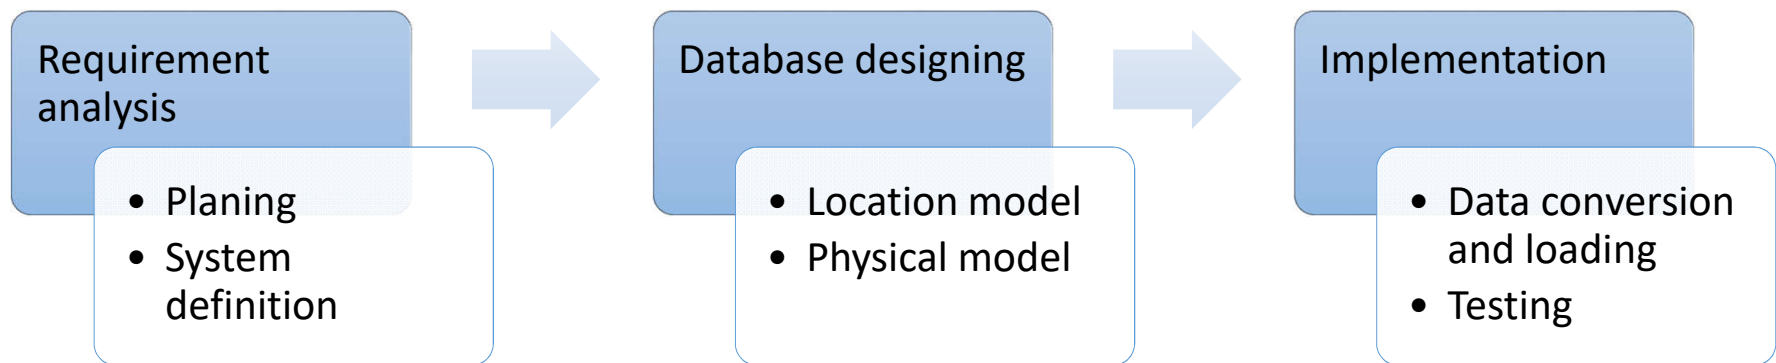 Requirement
analysis
• Planing
• System
definition
Database designing
• Location model
• Physical model
Implementation
• Data conversion
and loading
• Testing